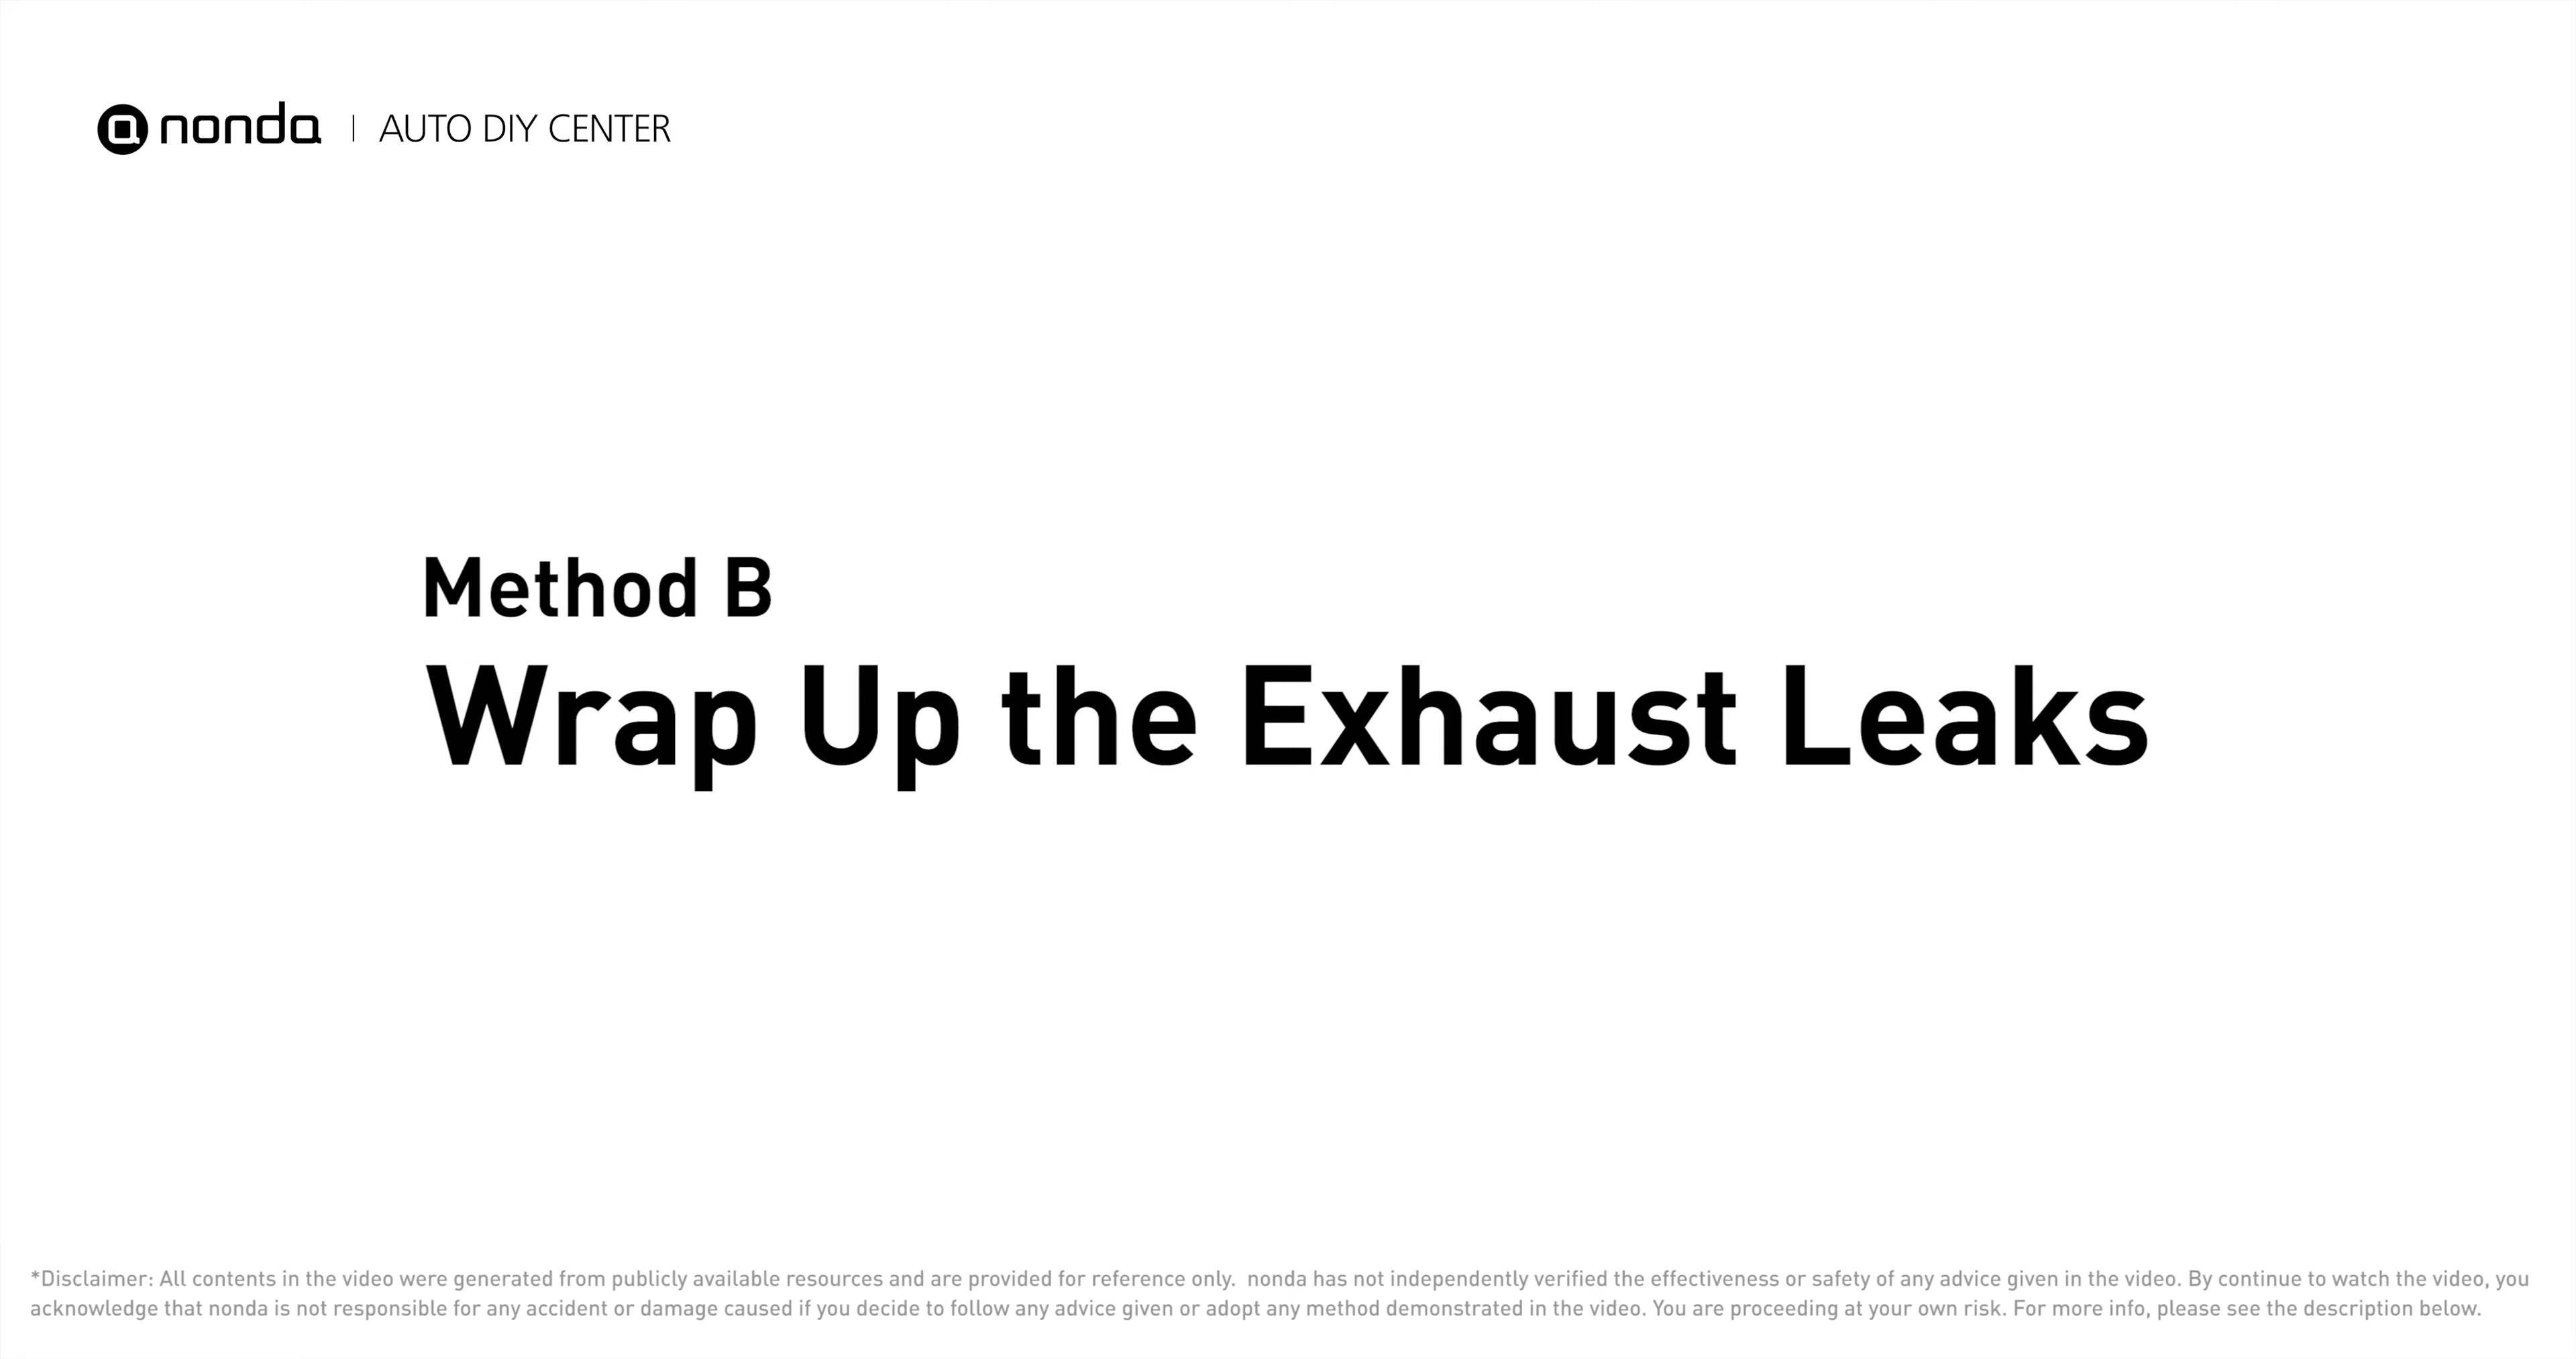 nonda | AUTO DIY CENTER
Method B
Wrap Up the Exhaust Leaks
*Disclaimer: All contents in the video were generated from publicly available resources and are provided for reference only.  nonda has not independently verified the effectiveness or safety of any advice given in the video. By continue to watch the video, you
acknowledge that nonda is not responsible for any accident or damage caused if you decide to follow any advice given or adopt any method demonstrated in the video. You are proceeding at your own risk. For more info, please see the description below.